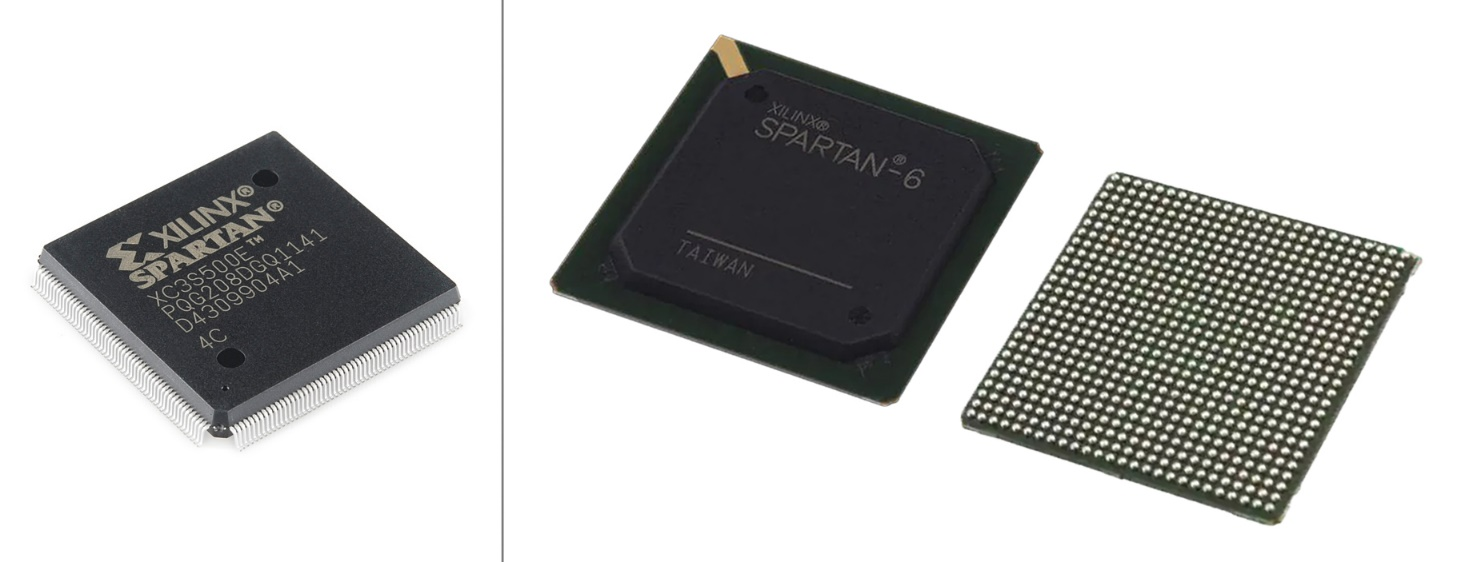 XILINX®
SPARTAN®
XC3S500E™
PQG208DGQ1141
D4309904A1
4C
XILINX®
SPARTAN®-6
TAIWAN